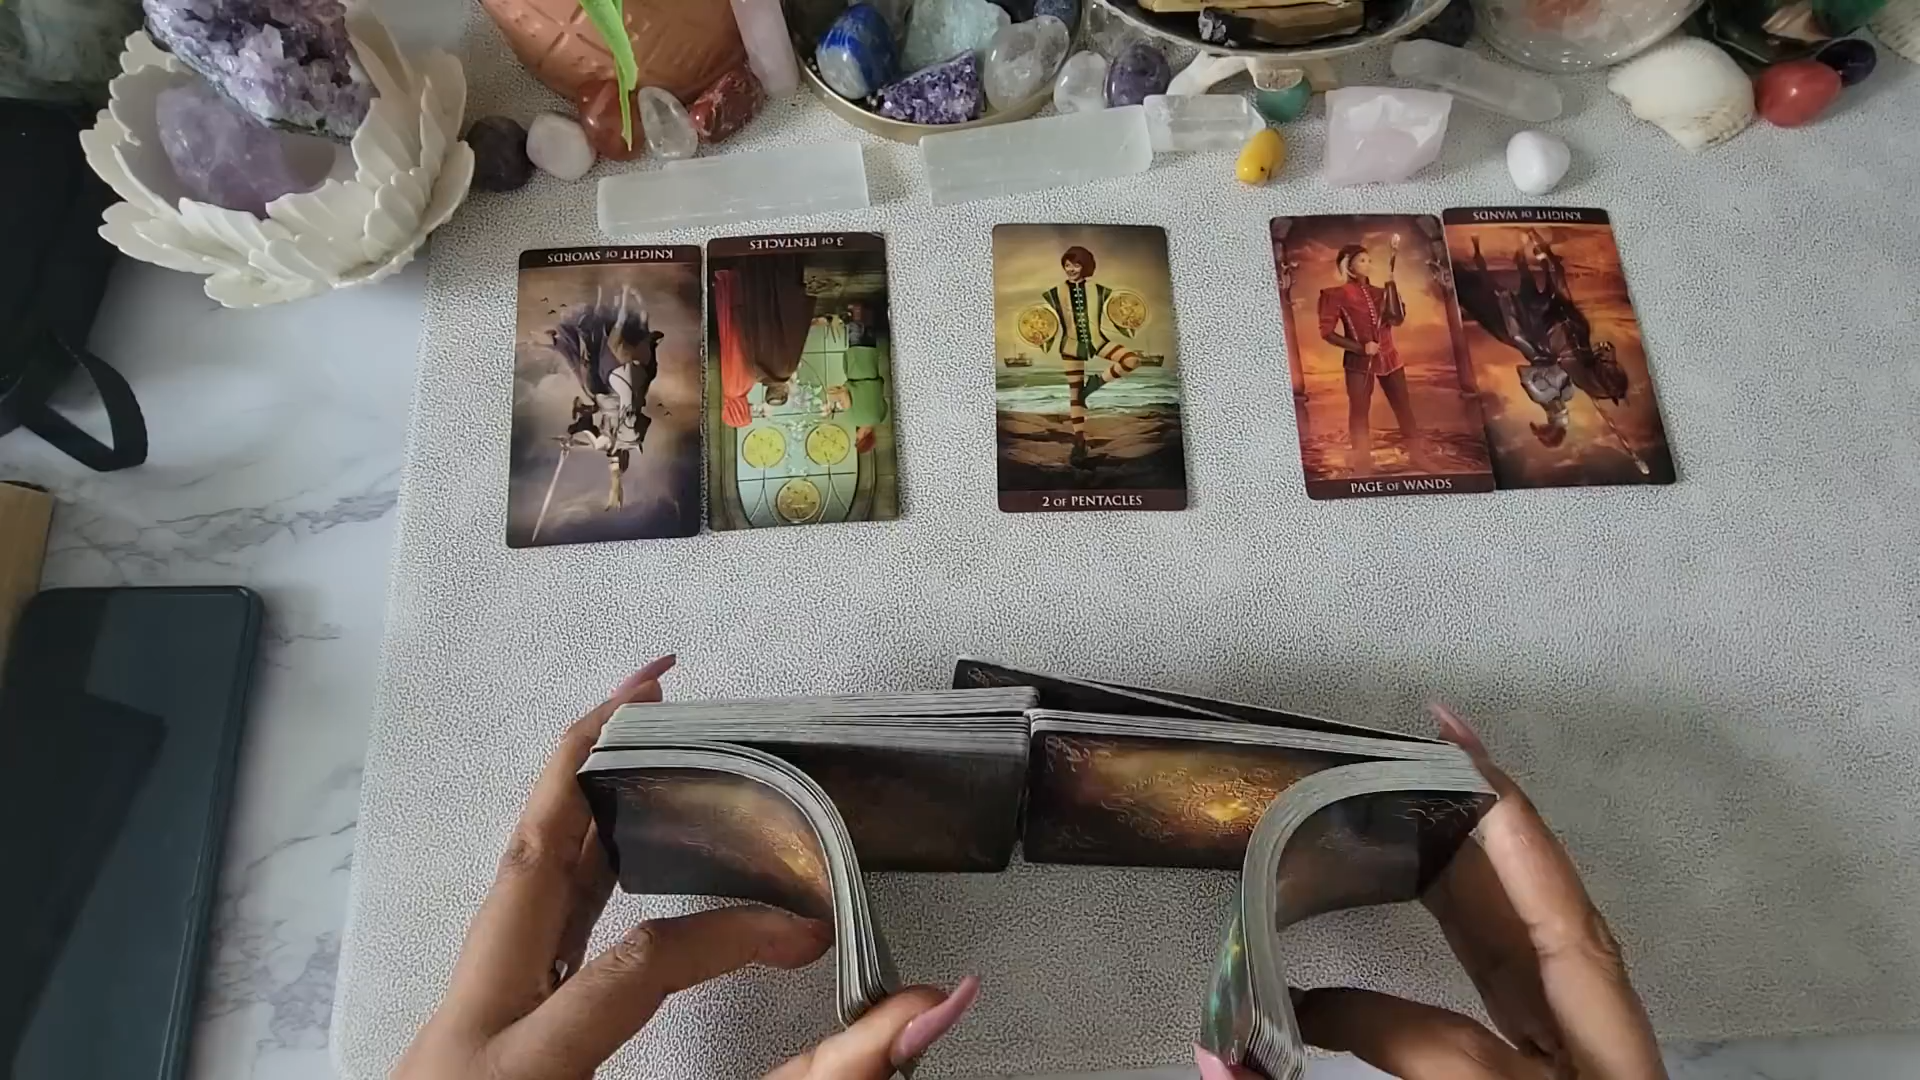 KNIGHT OF SWORDS
3 OF PENTACLES
2 OF PENTACLES
PAGE OF WANDS
KNIGHT OF WANDS